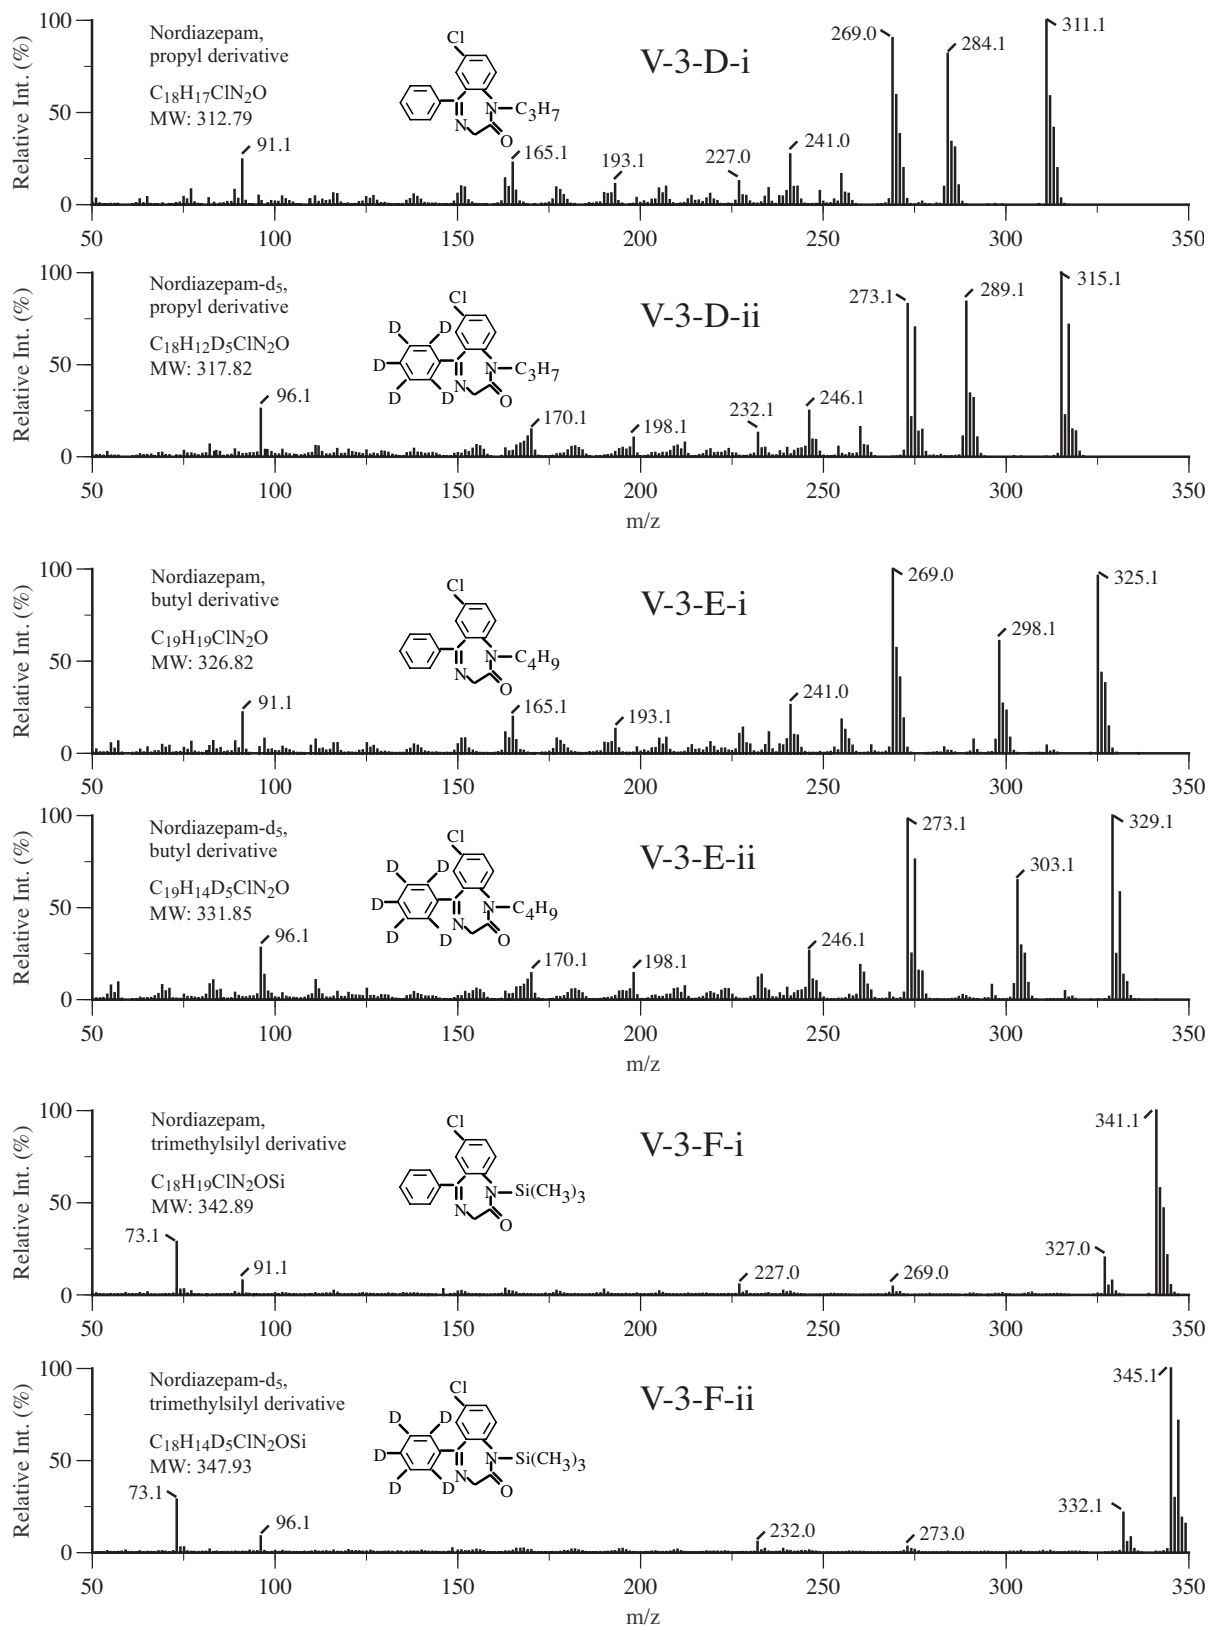 Relative Int. (%)
100
50
0
Nordiazepam,
propyl derivative
C18H17ClN2O
MW: 312.79
Cl
N
N
C3H7
O
V-3-D-i
91.1
165.1
193.1
227.0
241.0
269.0
284.1
311.1
50 100 150 200 250 300 350
Relative Int. (%)
100
50
0
Nordiazepam-d5,
propyl derivative
C18H12D5ClN2O
MW: 317.82
Cl
D
D
D
D
D
N
N
C3H7
O
V-3-D-ii
96.1
170.1
198.1
232.1
246.1
273.1
289.1
315.1
50 100 150 200 250 300 350
m/z
Relative Int. (%)
100
50
0
Nordiazepam,
butyl derivative
C19H19ClN2O
MW: 326.82
Cl
N
N
C4H9
O
V-3-E-i
91.1
165.1
193.1
241.0
269.0
298.1
325.1
50 100 150 200 250 300 350
Relative Int. (%)
100
50
0
Nordiazepam-d5,
butyl derivative
C19H14D5ClN2O
MW: 331.85
Cl
D
D
D
D
D
N
N
C4H9
O
V-3-E-ii
96.1
170.1
198.1
246.1
273.1
303.1
329.1
50 100 150 200 250 300 350
m/z
Relative Int. (%)
100
50
0
Nordiazepam,
trimethylsilyl derivative
C18H19ClN2OSi
MW: 342.89
Cl
N
N
Si(CH3)3
O
V-3-F-i
73.1
91.1
227.0
269.0
327.0
341.1
50 100 150 200 250 300 350
Relative Int. (%)
100
50
0
Nordiazepam-d5,
trimethylsilyl derivative
C18H14D5ClN2OSi
MW: 347.93
Cl
D
D
D
D
D
N
N
Si(CH3)3
O
V-3-F-ii
73.1
96.1
232.0
273.0
332.1
345.1
50 100 150 200 250 300 350
m/z